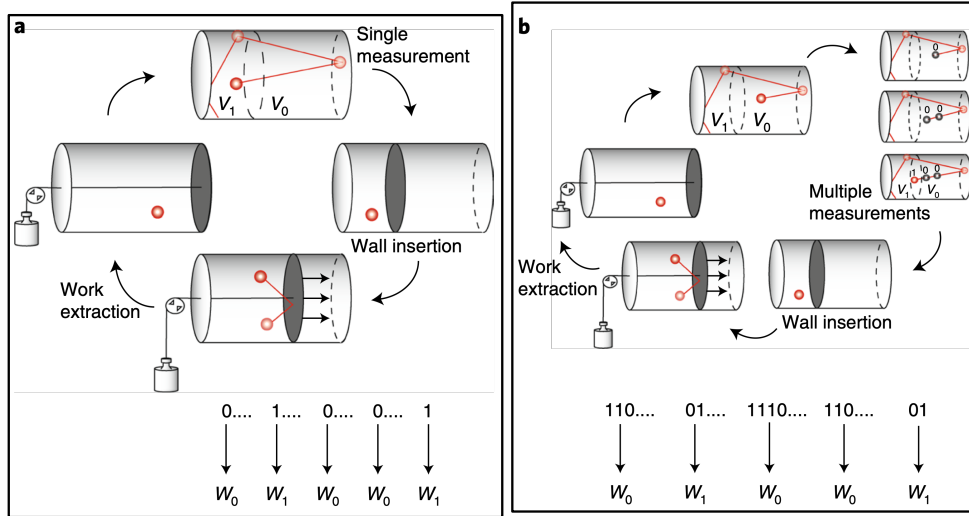 a
Single
measurement
V1 V0
Wall insertion
Work
extraction
0.... 1.... 0.... 0.... 1
W0 W1 W0 W0 W1
b
0
0 0
1 0 0
V1 V0
V1 V0
Multiple
measurements
Work
extraction
Wall insertion
110.... 01.... 1110.... 110.... 01
W0 W1 W0 W0 W1